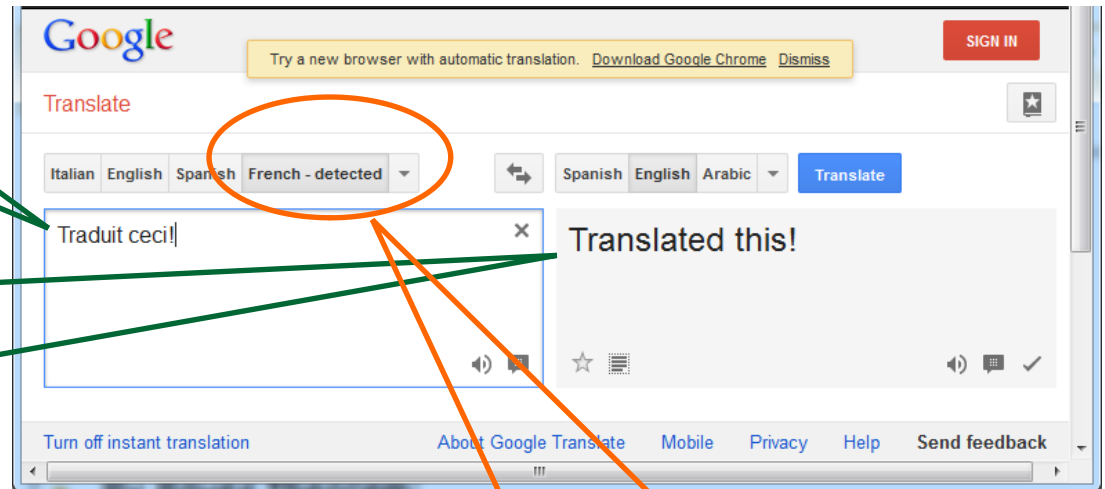 Google
SIGN IN
Try a new browser with automatic translation. Download Google Chrome Dismiss
Translate
Italian English Spanish French - detected Spanish English Arabic Translate
Traduit ceci! Translated this!
Turn off instant translation About Google Translate Mobile Privacy Help Send feedback